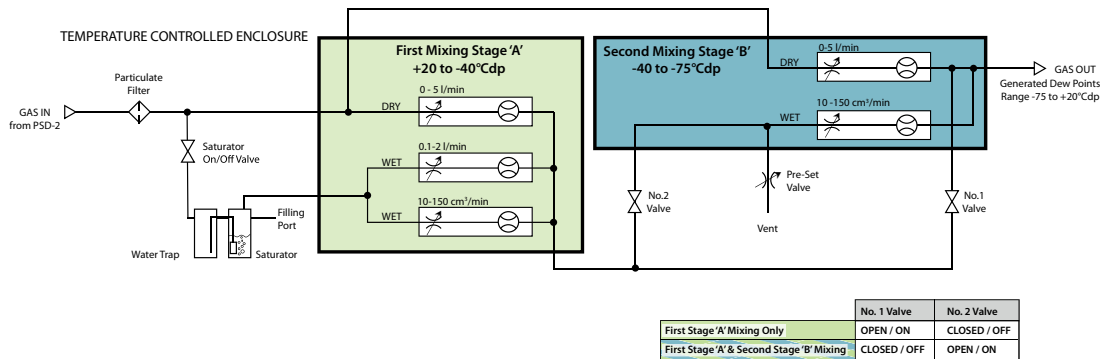 TEMPERATURE CONTROLLED ENCLOSURE
First Mixing Stage ‘A’
+20 to -40°Cdp
Second Mixing Stage ‘B’
-40 to -75°Cdp
0-5 l/min
DRY
GAS OUT
Generated Dew Points
Range -75 to +20°Cdp
Particulate
Filter
0 - 5 l/min
DRY
10 -150 cm³/min
WET
GAS IN
from PSD-2
Saturator
On/Off Valve
0.1-2 l/min
WET
Pre-Set
Valve
No.2
Valve
No.1
Valve
10-150 cm³/min
WET
Filling
Port
Vent
Water Trap
Saturator
No. 1 Valve
No. 2 Valve
First Stage ‘A’ Mixing Only
OPEN / ON
CLOSED / OFF
First Stage ‘A’ & Second Stage ‘B’ Mixing
CLOSED / OFF
OPEN / ON